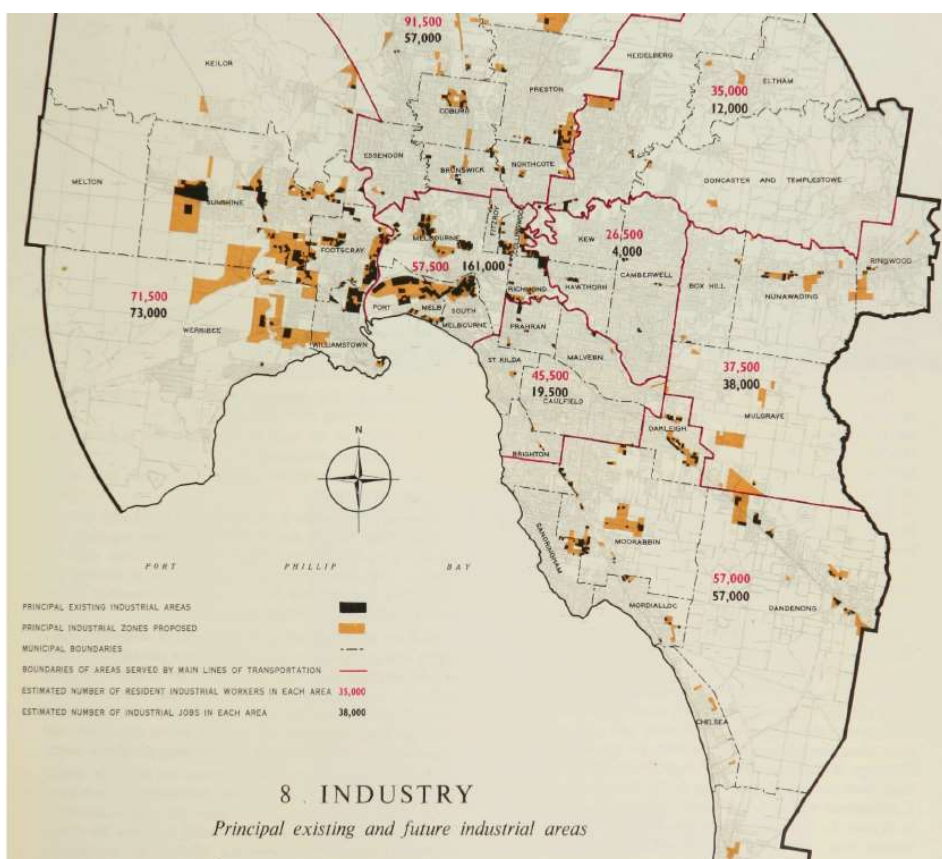 91,500
57,000
HEIDELBERG
KEILOR
ELTHAM
35,000
12,000
PRESTON
COBURG
ESSENDON
BRUNSWICK
NORTHCOTE
MELTON
DONCASTER AND TEMPLESTOWE
SUNSHINE
FITZROY
COLLINGWOOD
MELBOURNE
FOOTSCRAY
KEW
26,500
4,000
RINGWOOD
57,500
161,000
CAMBERWELL
BOX HILL
NUNAWADING
RICHMOND
HAWTHORN
71,500
73,000
PORT
MELB
SOUTH
MELBOURNE
PRAHRAN
WERRIBEE
WILLIAMSTOWN
ST KILDA
MALVERN
45,500
19,500
37,500
38,000
CAULFIELD
MULGRAVE
OAKLEIGH
N
BRIGHTON
SANDRINGHAM
MOORABBIN
PORT PHILLIP BAY
57,000
57,000
MORDIALLOC
DANDENONG
PRINCIPAL EXISTING INDUSTRIAL AREAS
PRINCIPAL INDUSTRIAL ZONES PROPOSED
MUNICIPAL BOUNDARIES
BOUNDARIES OF AREAS SERVED BY MAIN LINES OF TRANSPORTATION
ESTIMATED NUMBER OF RESIDENT INDUSTRIAL WORKERS IN EACH AREA 35,000
ESTIMATED NUMBER OF INDUSTRIAL JOBS IN EACH AREA 38,000
CHELSEA
8. INDUSTRY
Principal existing and future industrial areas